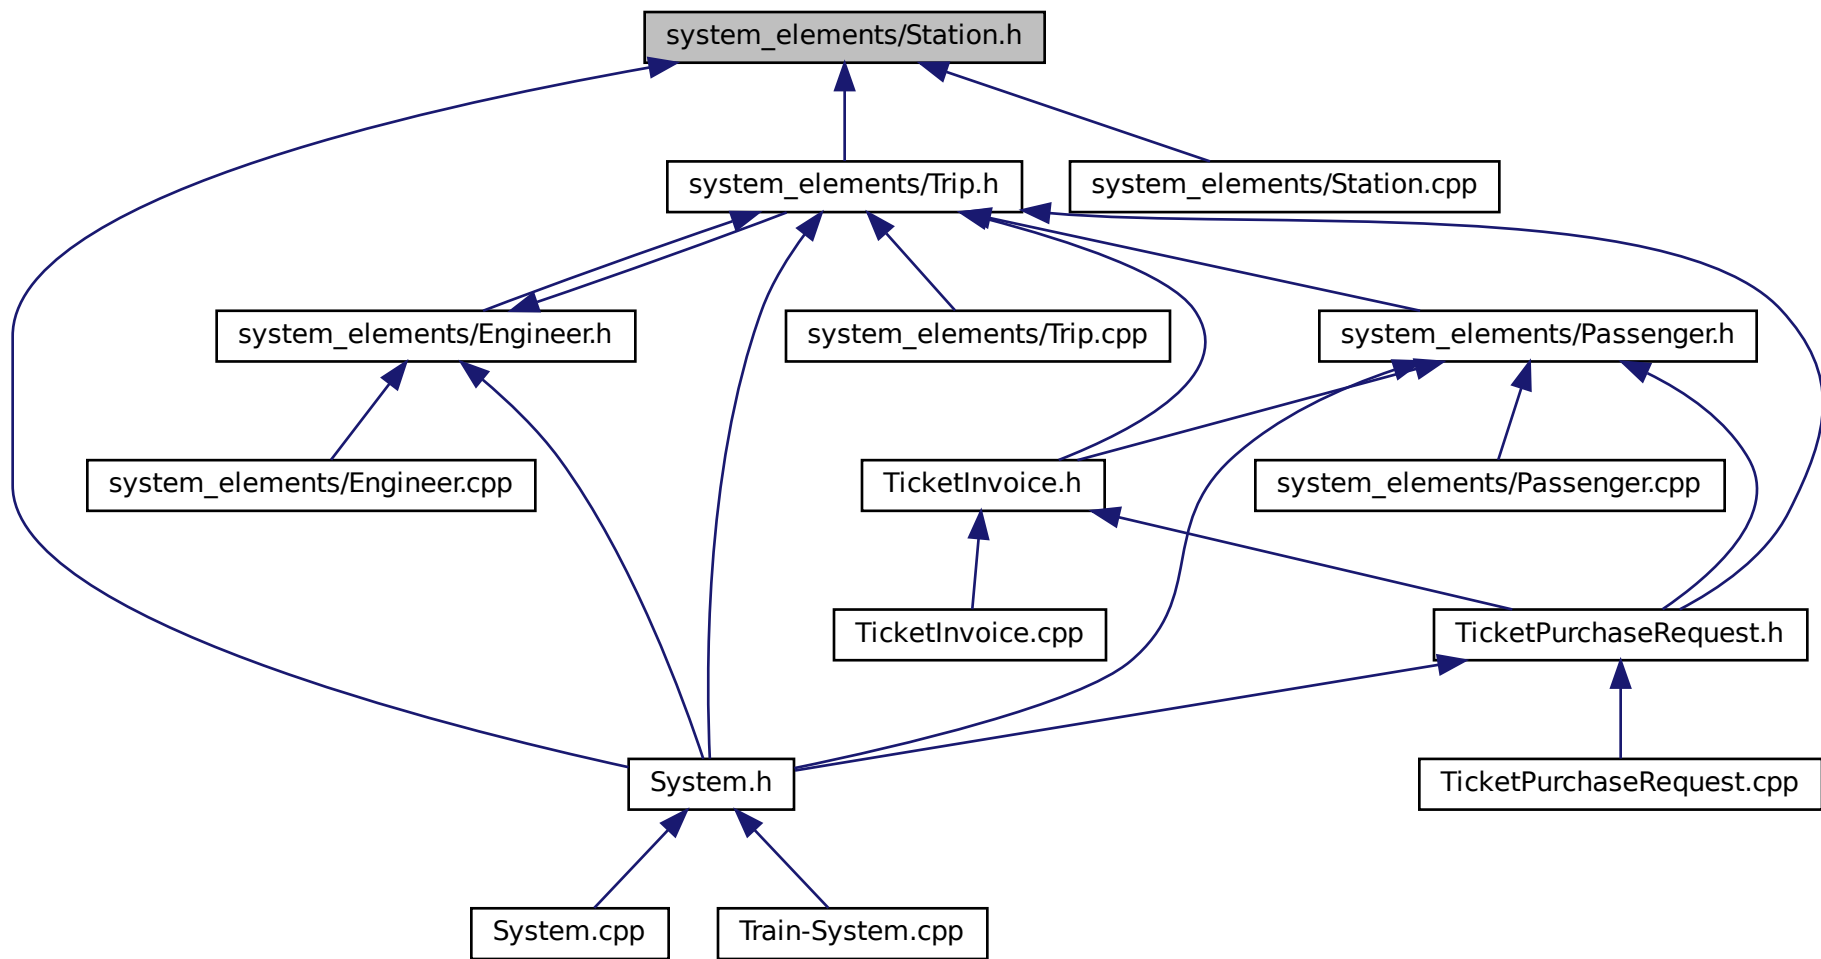 system_elements/Station.h
system_elements/Trip.h
system_elements/Station.cpp
system_elements/Engineer.h
system_elements/Trip.cpp
system_elements/Passenger.h
system_elements/Engineer.cpp
TicketInvoice.h
system_elements/Passenger.cpp
TicketInvoice.cpp
TicketPurchaseRequest.h
System.h
TicketPurchaseRequest.cpp
System.cpp
Train-System.cpp